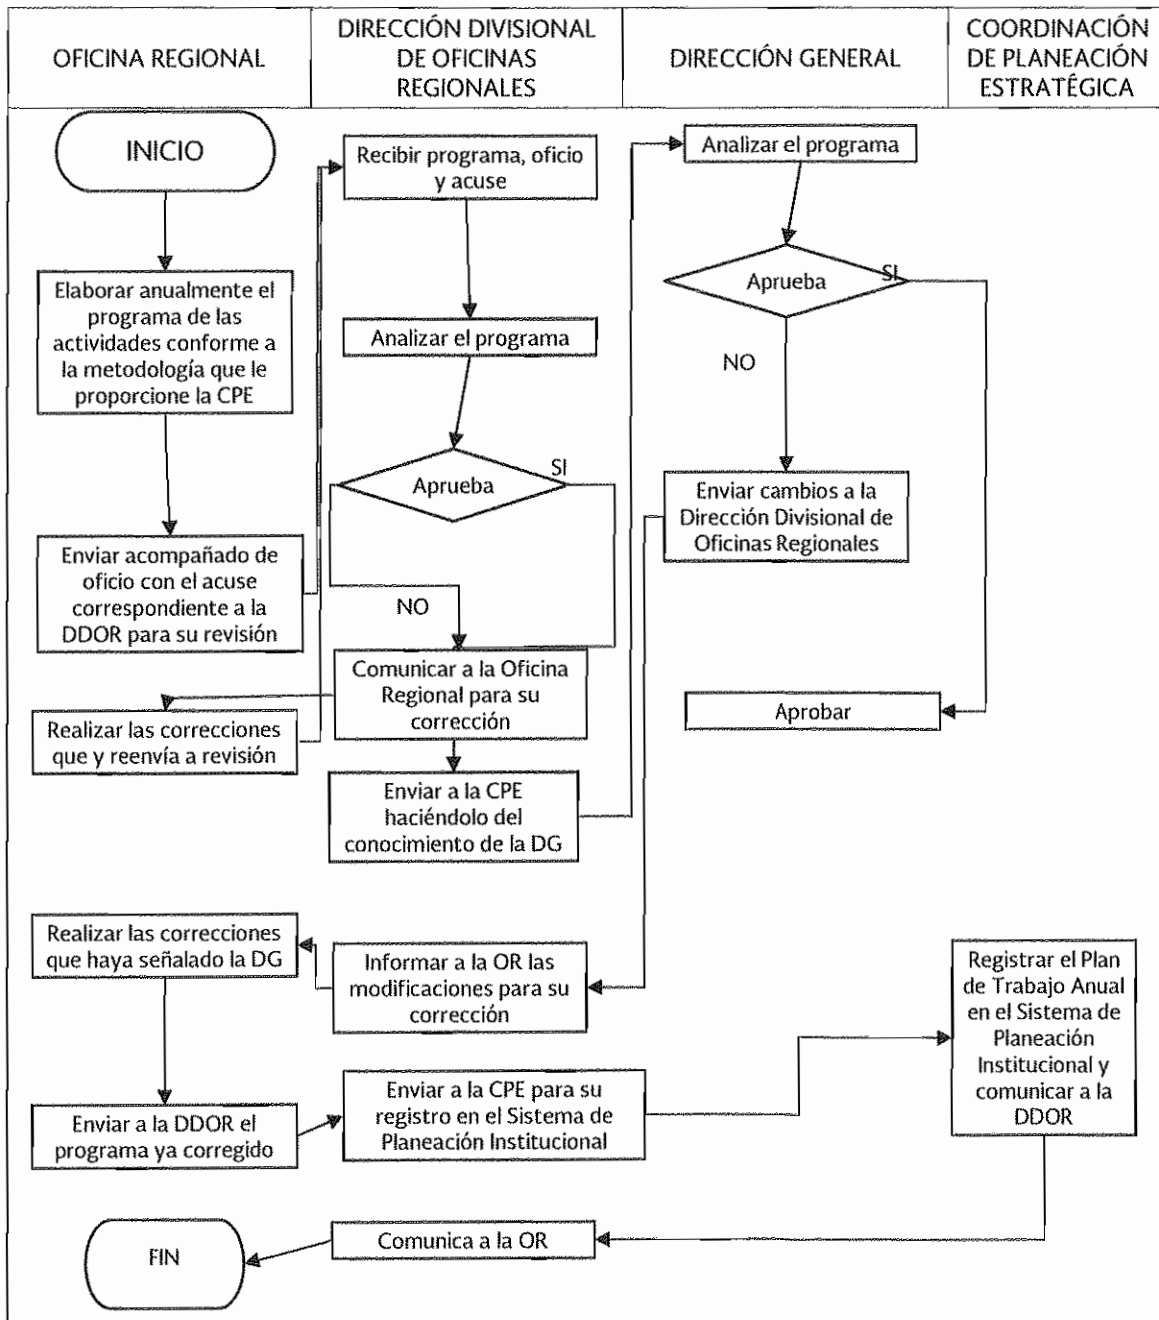 OFICINA REGIONAL
DIRECCIÓN DIVISIONAL
DE OFICINAS
REGIONALES
DIRECCIÓN GENERAL
COORDINACIÓN
DE PLANEACIÓN
ESTRATÉGICA
INICIO
Recibir programa, oficio
y acuse
Analizar el programa
Elaborar anualmente el
programa de las
actividades conforme a
la metodología que le
proporcione la CPE
Analizar el programa
Aprueba
SI
NO
Aprueba
SI
NO
Enviar cambios a la
Dirección Divisional de
Oficinas Regionales
Enviar acompañado de
oficio con el acuse
correspondiente a la
DDOR para su revisión
Comunicar a la Oficina
Regional para su
corrección
Aprobar
Realizar las correcciones
que y reenvía a revisión
Enviar a la CPE
haciéndolo del
conocimiento de la DG
Realizar las correcciones
que haya señalado la DG
Informar a la OR las
modificaciones para su
corrección
Registrar el Plan
de Trabajo Anual
en el Sistema de
Planeación
Institucional y
comunicar a la
DDOR
Enviar a la DDOR el
programa ya corregido
Enviar a la CPE para su
registro en el Sistema de
Planeación Institucional
Comunica a la OR
FIN